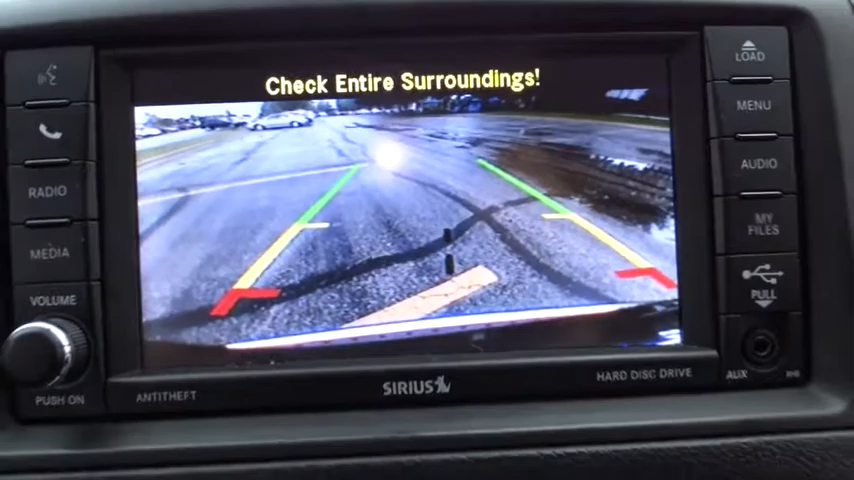 Check Entire Surroundings!
LOAD
MENU
RADIO
AUDIO
MEDIA
MY
FILES
VOLUME
PULL
PUSH ON
ANTITHEFT
SIRIUS
HARD DISC DRIVE
AUX
RHB